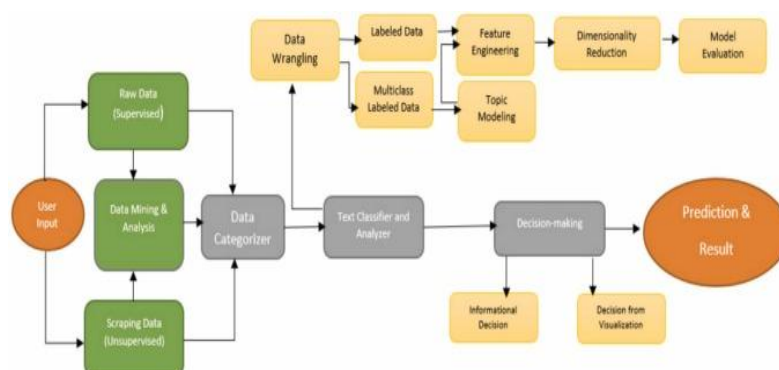 Data
Wrangling
Labeled Data
Feature
Engineering
Dimensionality
Reduction
Model
Evaluation
Multiclass
Labeled Data
Topic
Modeling
Raw Data
(Supervised)
User
Input
Data Mining &
Analysis
Data
Categorizer
Text Classifier and
Analyzer
Decision-making
Prediction &
Result
Scraping Data
(Unsupervised)
Informational
Decision
Decision from
Visualization